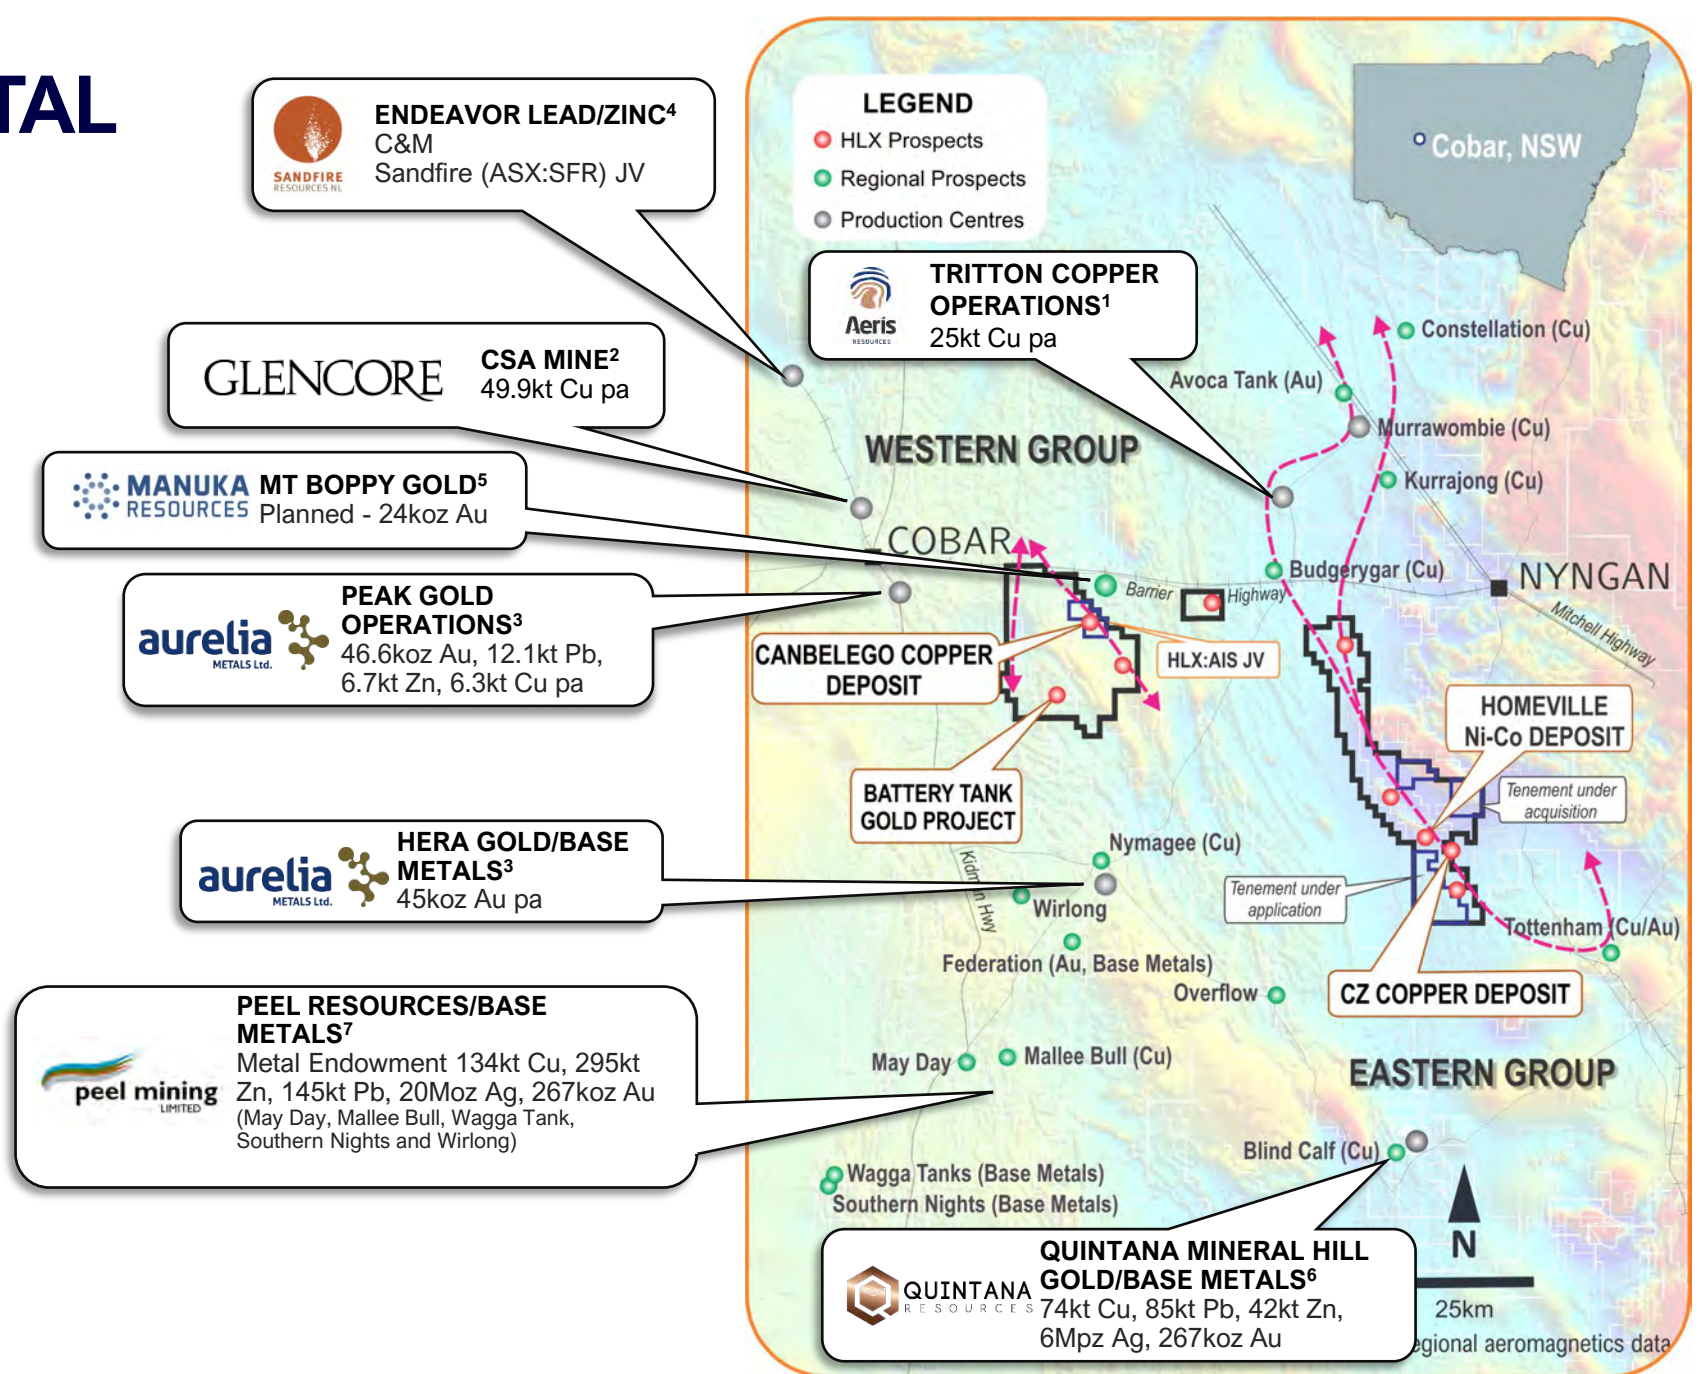 TAL
SANDFIRE
RESOURCES NL
ENDEAVOR LEAD/ZINC4
C&M
Sandfire (ASX:SFR) JV
GLENCORE
CSA MINE2
49.9kt Cu pa
MANUKA
RESOURCES
MT BOPPY GOLD5
Planned - 24koz Au
aurelia
METALS Ltd.
PEAK GOLD
OPERATIONS3
46.6koz Au, 12.1kt Pb,
6.7kt Zn, 6.3kt Cu pa
aurelia
METALS Ltd.
HERA GOLD/BASE
METALS3
45koz Au pa
peel mining
LIMITED
PEEL RESOURCES/BASE
METALS7
Metal Endowment 134kt Cu, 295kt
Zn, 145kt Pb, 20Moz Ag, 267koz Au
(May Day, Mallee Bull, Wagga Tank,
Southern Nights and Wirlong)
LEGEND
HLX Prospects
Regional Prospects
Production Centres
Cobar, NSW
Aeris
RESOURCES
TRITTON COPPER
OPERATIONS1
25kt Cu pa
Constellation (Cu)
Avoca Tank (Au)
Murrawombie (Cu)
WESTERN GROUP
Kurrajong (Cu)
COBAR
Budgerygar (Cu)
NYNGAN
Barrier
Highway
Mitchell Highway
CANBELEGO COPPER
DEPOSIT
HLX:AIS JV
HOMEVILLE
Ni-Co DEPOSIT
BATTERY TANK
GOLD PROJECT
Tenement under
acquisition
Nymagee (Cu)
Kidman Hwy
Wirlong
Tenement under
application
Tottenham (Cu/Au)
Federation (Au, Base Metals)
Overflow
CZ COPPER DEPOSIT
May Day
Mallee Bull (Cu)
EASTERN GROUP
Blind Calf (Cu)
Wagga Tanks (Base Metals)
Southern Nights (Base Metals)
N
QUINTANA
RESOURCES
QUINTANA MINERAL HILL
GOLD/BASE METALS6
74kt Cu, 85kt Pb, 42kt Zn,
6Mpz Ag, 267koz Au
25km
egional aeromagnetics data